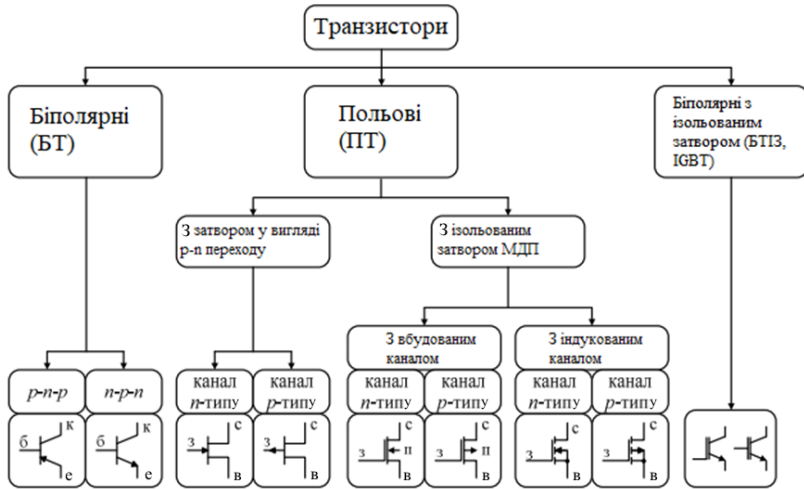 Транзистори
Біполярні
(БТ)
Польові
(ПТ)
Біполярні з
ізольованим
затвором (БТІЗ,
IGBT)
З затвором у вигляді
p-n переходу
З ізольованим
затвором МДП
З вбудованим
каналом
З індукованим
каналом
p-n-p
n-p-n
канал
n-типу
канал
p-типу
канал
n-типу
канал
p-типу
канал
n-типу
канал
p-типу
к
б
е
к
б
е
с
з
в
с
з
в
с
з
п
в
с
з
п
в
с
з
в
с
з
в